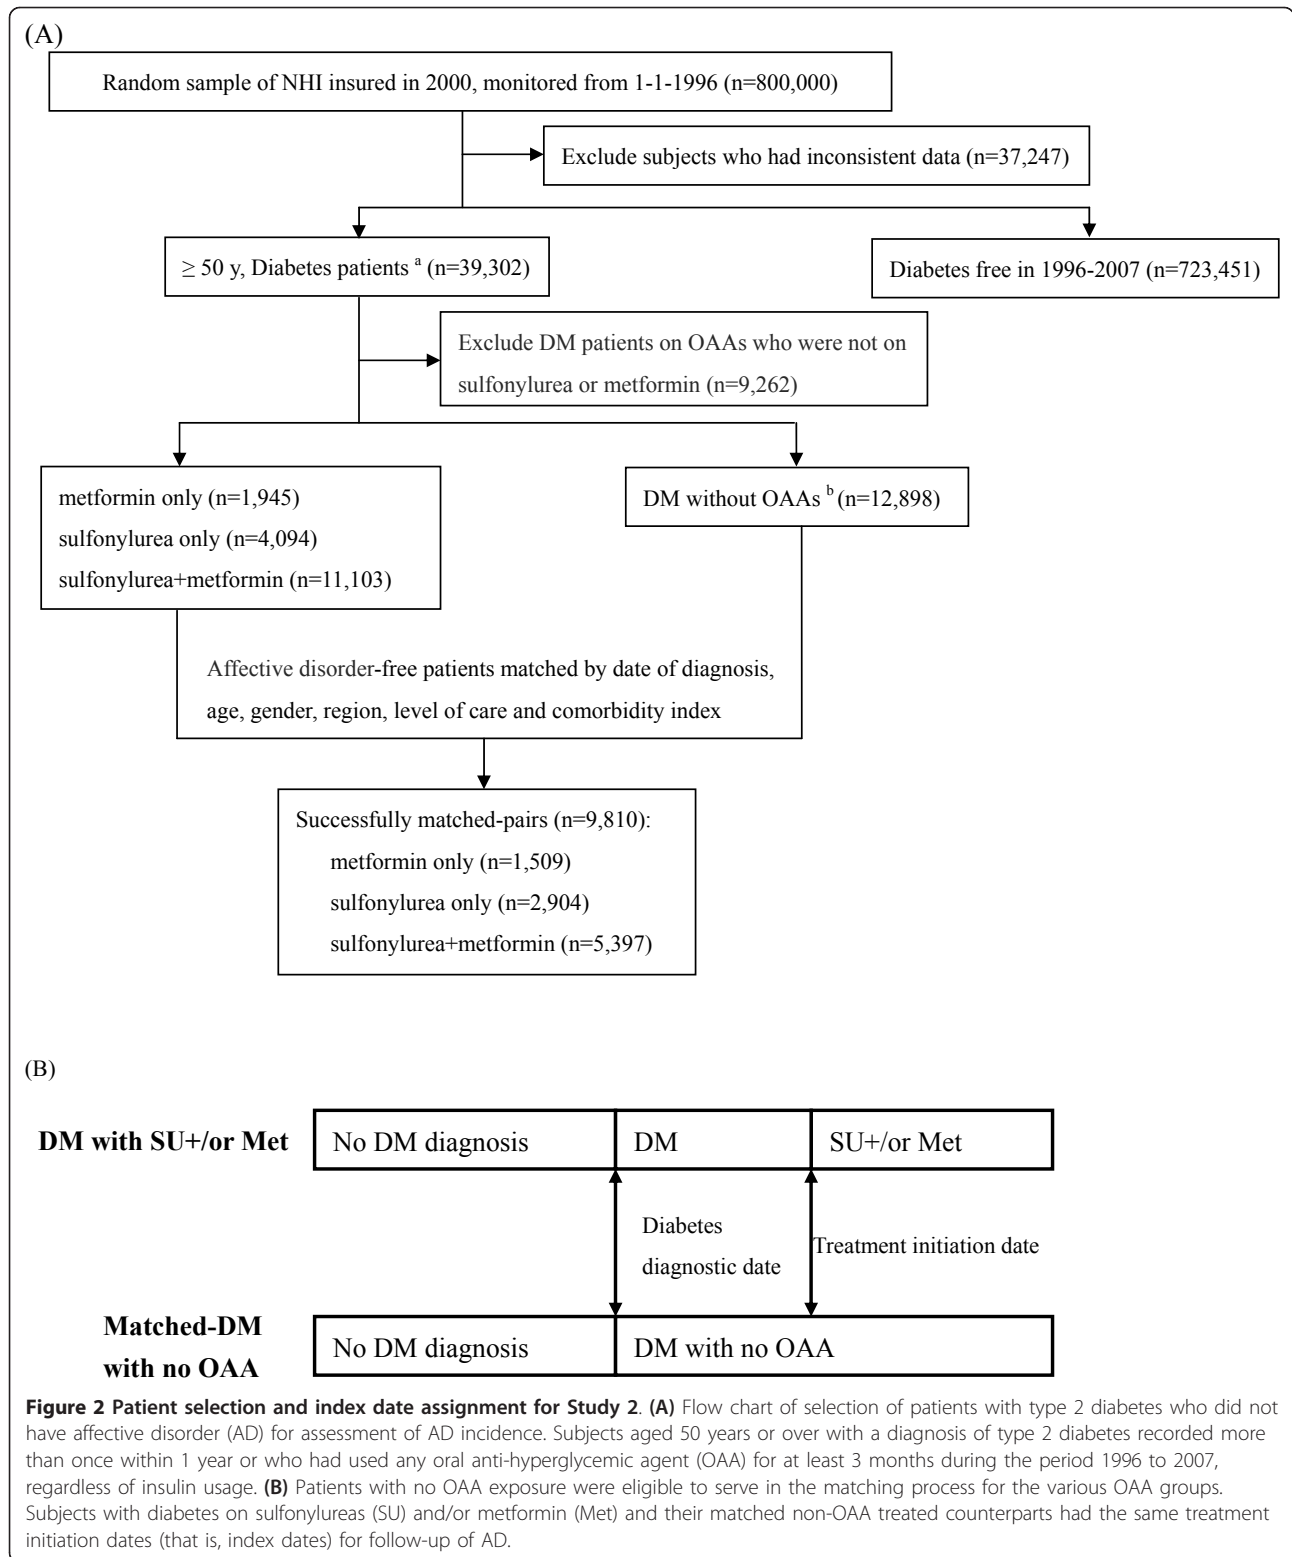 (A)
Random sample of NHI insured in 2000, monitored from 1-1-1996 (n=800,000)
Exclude subjects who had inconsistent data (n=37,247)
≥ 50 y, Diabetes patients a (n=39,302)
Diabetes free in 1996-2007 (n=723,451)
Exclude DM patients on OAAs who were not on
sulfonylurea or metformin (n=9,262)
metformin only (n=1,945)
sulfonylurea only (n=4,094)
sulfonylurea+metformin (n=11,103)
DM without OAAs b (n=12,898)
Affective disorder-free patients matched by date of diagnosis,
age, gender, region, level of care and comorbidity index
Successfully matched-pairs (n=9,810):
metformin only (n=1,509)
sulfonylurea only (n=2,904)
sulfonylurea+metformin (n=5,397)
(B)
DM with SU+/or Met
No DM diagnosis
DM
SU+/or Met
Diabetes
diagnostic date
Treatment initiation date
Matched-DM
with no OAA
No DM diagnosis
DM with no OAA
Figure 2 Patient selection and index date assignment for Study 2. (A) Flow chart of selection of patients with type 2 diabetes who did not
have affective disorder (AD) for assessment of AD incidence. Subjects aged 50 years or over with a diagnosis of type 2 diabetes recorded more
than once within 1 year or who had used any oral anti-hyperglycemic agent (OAA) for at least 3 months during the period 1996 to 2007,
regardless of insulin usage. (B) Patients with no OAA exposure were eligible to serve in the matching process for the various OAA groups.
Subjects with diabetes on sulfonylureas (SU) and/or metformin (Met) and their matched non-OAA treated counterparts had the same treatment
initiation dates (that is, index dates) for follow-up of AD.